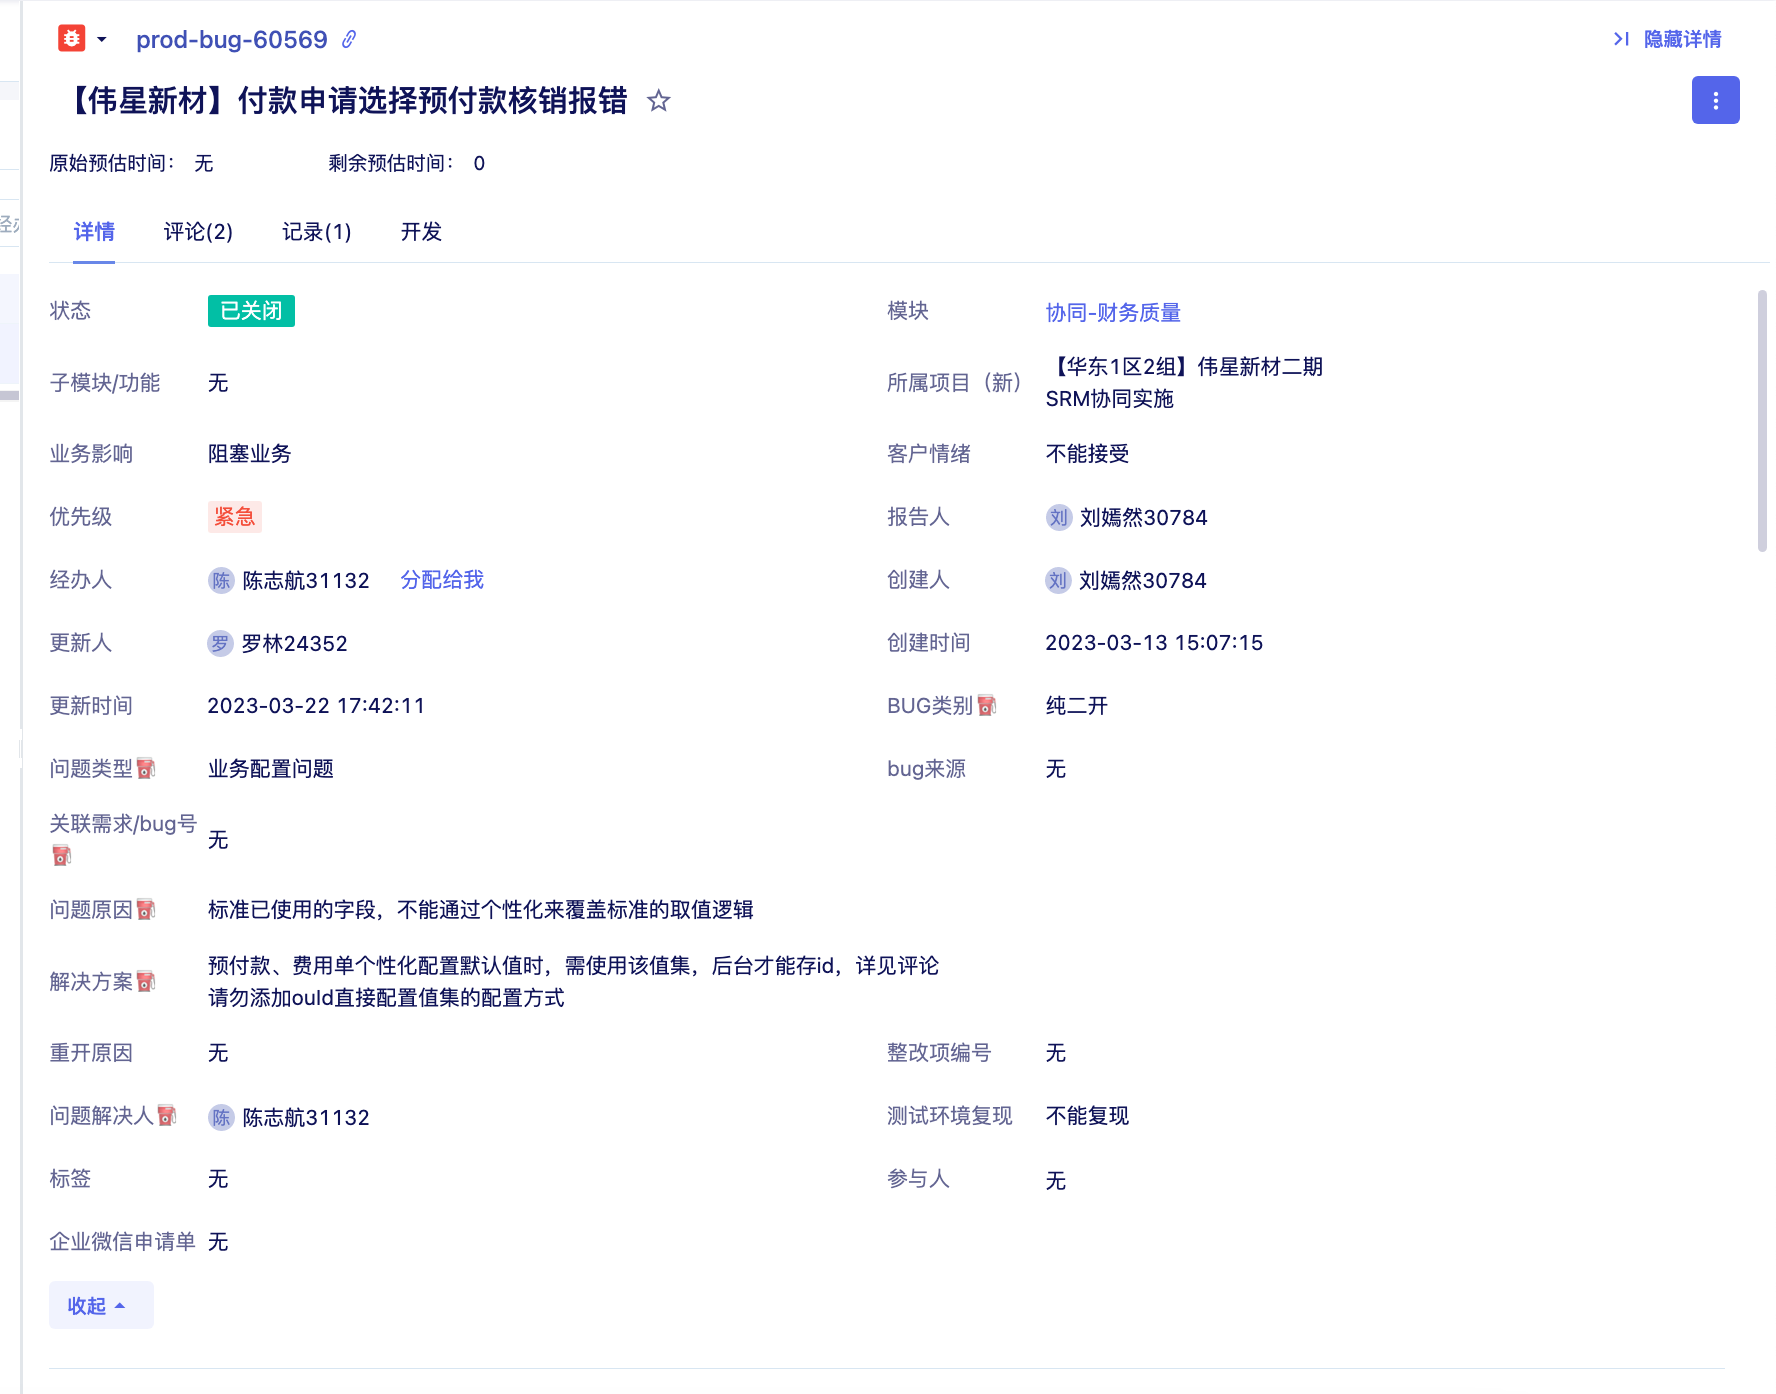 prod-bug-60569
隐藏详情
【伟星新材】付款申请选择预付款核销报错
原始预估时间： 无
剩余预估时间： 0
详情
评论(2)
记录(1)
开发
状态
已关闭
模块
协同-财务质量
子模块/功能
无
所属项目（新）
【华东1区2组】伟星新材二期
SRM协同实施
业务影响
阻塞业务
客户情绪
不能接受
优先级
紧急
报告人
刘 刘嫣然30784
经办人
陈 陈志航31132
分配给我
创建人
刘 刘嫣然30784
更新人
罗 罗林24352
创建时间
2023-03-13 15:07:15
更新时间
2023-03-22 17:42:11
BUG类别
纯二开
问题类型
业务配置问题
bug来源
无
关联需求/bug号
无
问题原因
标准已使用的字段，不能通过个性化来覆盖标准的取值逻辑
解决方案
预付款、费用单个性化配置默认值时，需使用该值集，后台才能存id，详见评论
请勿添加ould直接配置值集的配置方式
重开原因
无
整改项编号
无
问题解决人
陈 陈志航31132
测试环境复现
不能复现
标签
无
参与人
无
企业微信申请单
无
收起